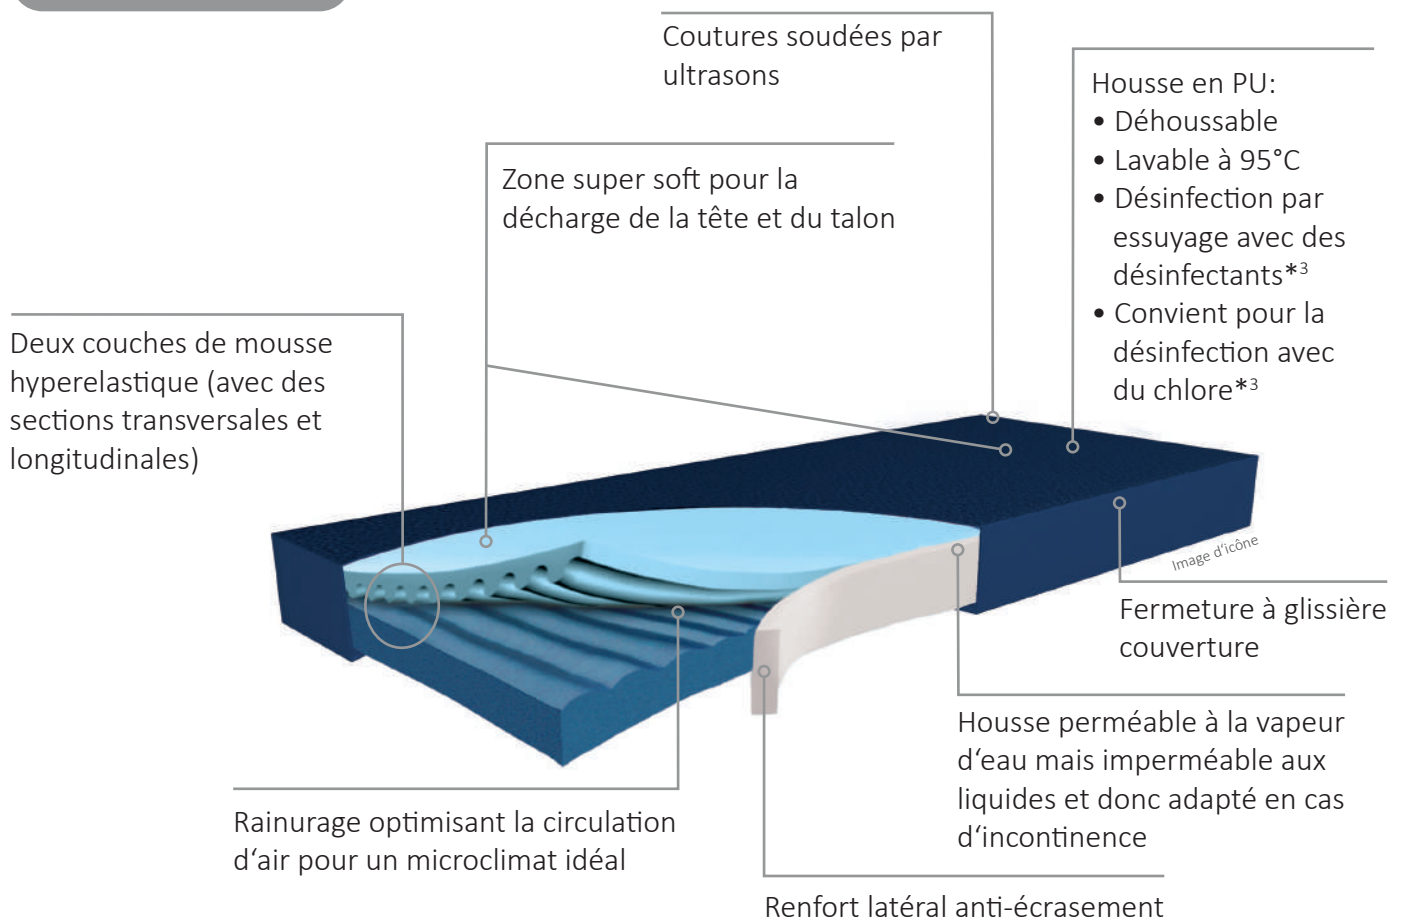 Coutures soudées par
ultrasons
Housse en PU:
• Déhoussable
• Lavable à 95°C
• Désinfection par
essuyage avec des
désinfectants*³
• Convient pour la
désinfection avec
du chlore*³
Zone super soft pour la
décharge de la tête et du talon
Deux couches de mousse
hyperelastique (avec des
sections transversales et
longitudinales)
Image d‘icône
Fermeture à glissière
couverture
Housse perméable à la vapeur
d‘eau mais imperméable aux
liquides et donc adapté en cas
d‘incontinence
Rainurage optimisant la circulation
d‘air pour un microclimat idéal
Renfort latéral anti-écrasement